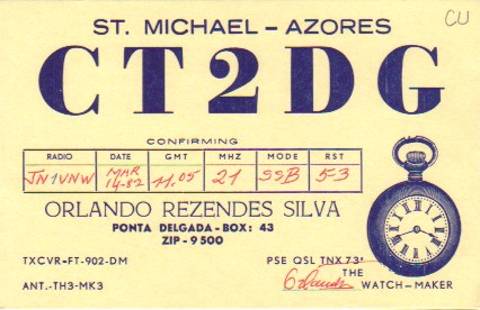 CU
ST. MICHAEL - AZORES
CT2DG
CONFIRMING
RADIO DATE GMT MHZ MODE RST
JN1VNW MAR 14-82 11.05 21 SSB 53
ORLANDO REZENDES SILVA
PONTA DELGADA - BOX: 43
ZIP - 9500
TXCVR-FT-902-DM PSE QSL TNX 73'
Orlando THE
ANT.-TH3-MK3 WATCH-MAKER